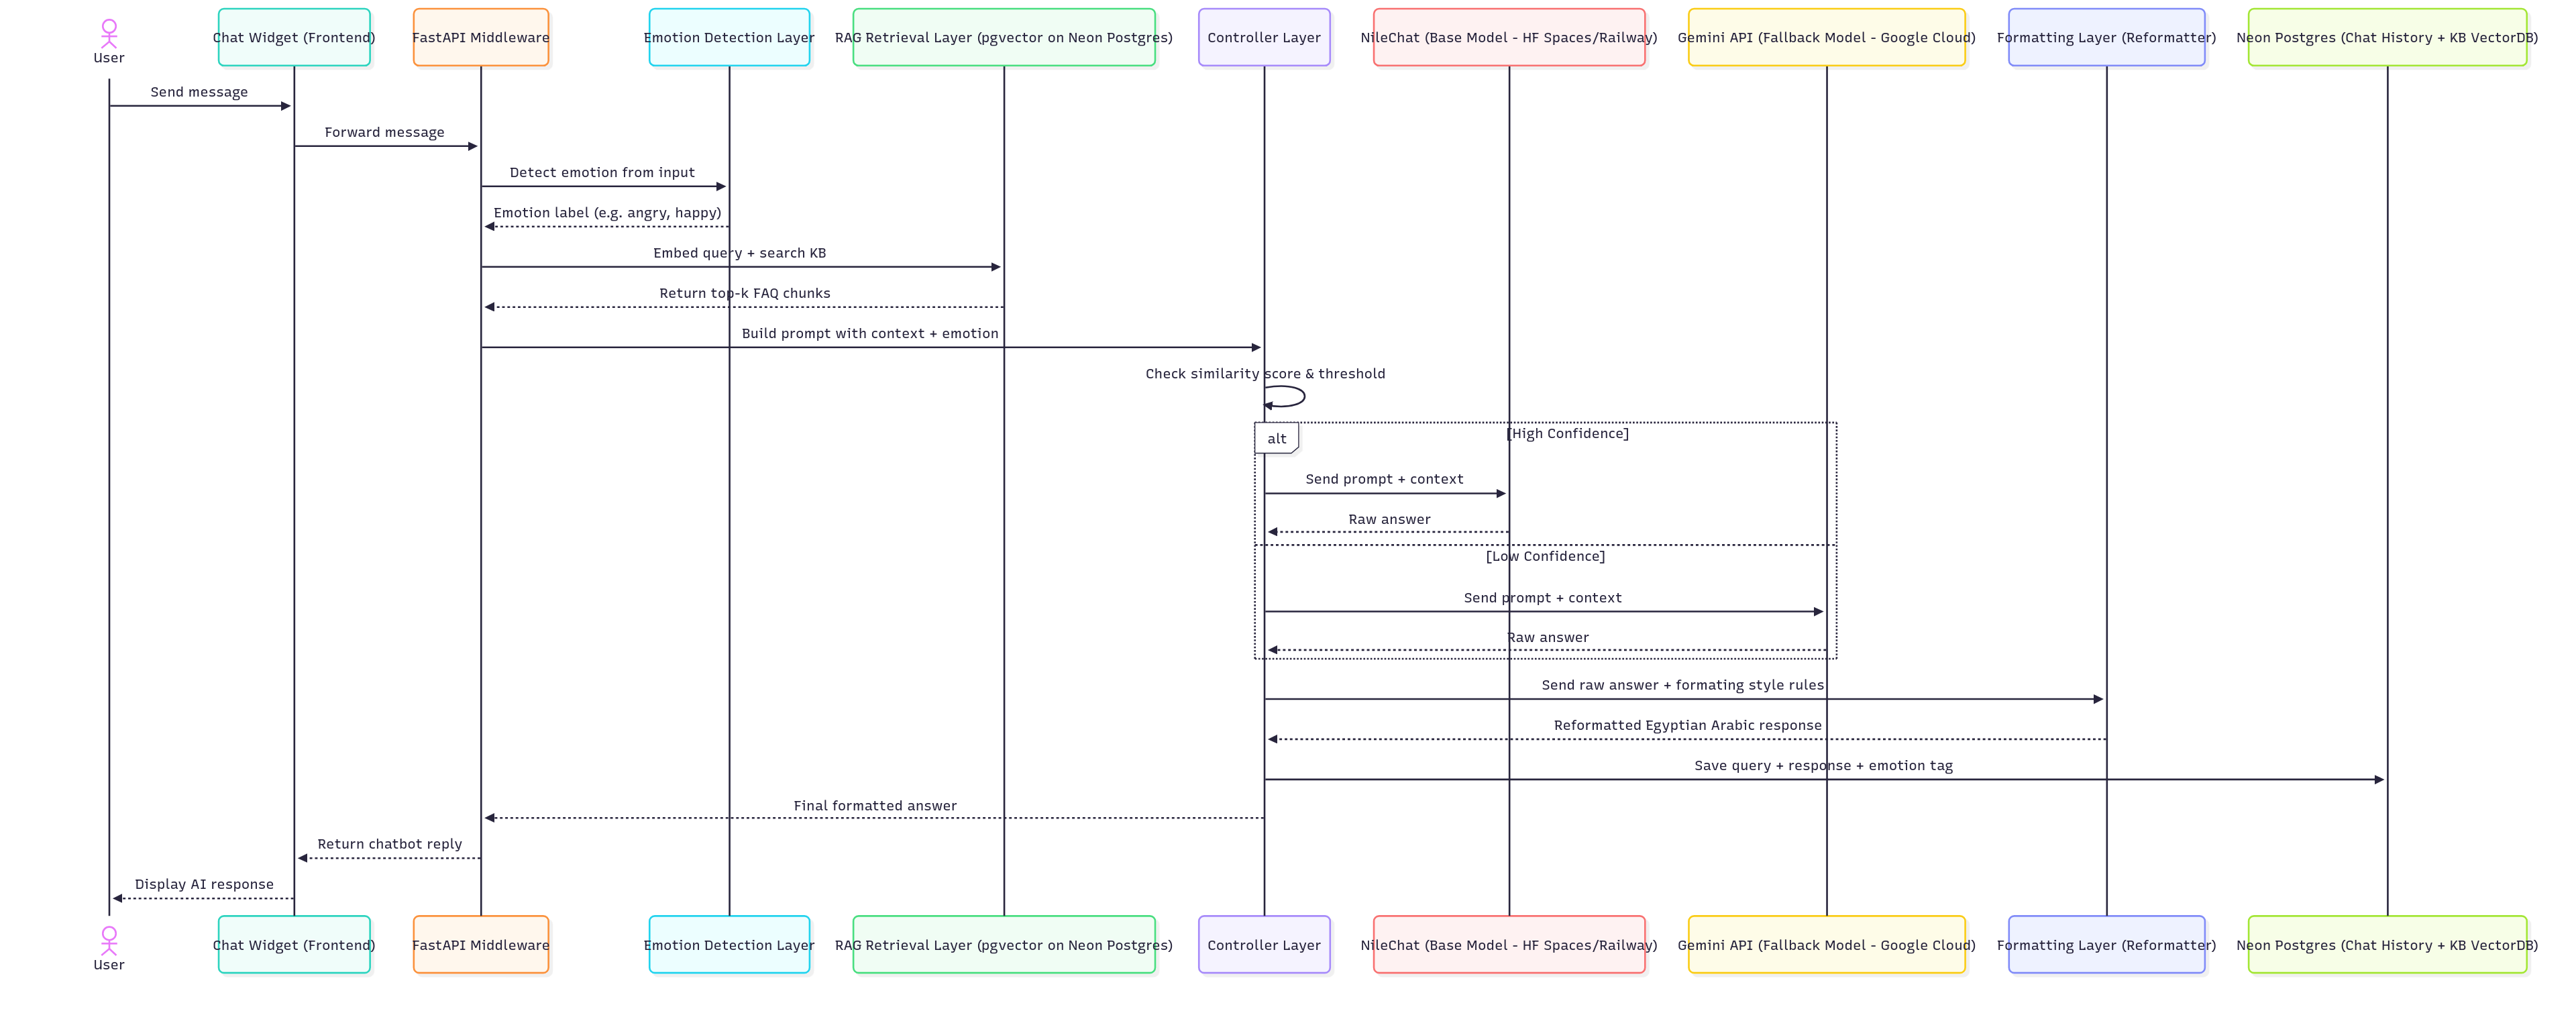 User
Chat Widget (Frontend)
FastAPI Middleware
Emotion Detection Layer
RAG Retrieval Layer (pgvector on Neon Postgres)
Controller Layer
NileChat (Base Model - HF Spaces/Railway)
Gemini API (Fallback Model - Google Cloud)
Formatting Layer (Reformatter)
Neon Postgres (Chat History + KB VectorDB)
Send message
Forward message
Detect emotion from input
Emotion label (e.g. angry, happy)
Embed query + search KB
Return top-k FAQ chunks
Build prompt with context + emotion
Check similarity score & threshold
alt
[High Confidence]
Send prompt + context
Raw answer
[Low Confidence]
Send prompt + context
Raw answer
Send raw answer + formating style rules
Reformatted Egyptian Arabic response
Save query + response + emotion tag
Final formatted answer
Return chatbot reply
Display AI response
User
Chat Widget (Frontend)
FastAPI Middleware
Emotion Detection Layer
RAG Retrieval Layer (pgvector on Neon Postgres)
Controller Layer
NileChat (Base Model - HF Spaces/Railway)
Gemini API (Fallback Model - Google Cloud)
Formatting Layer (Reformatter)
Neon Postgres (Chat History + KB VectorDB)